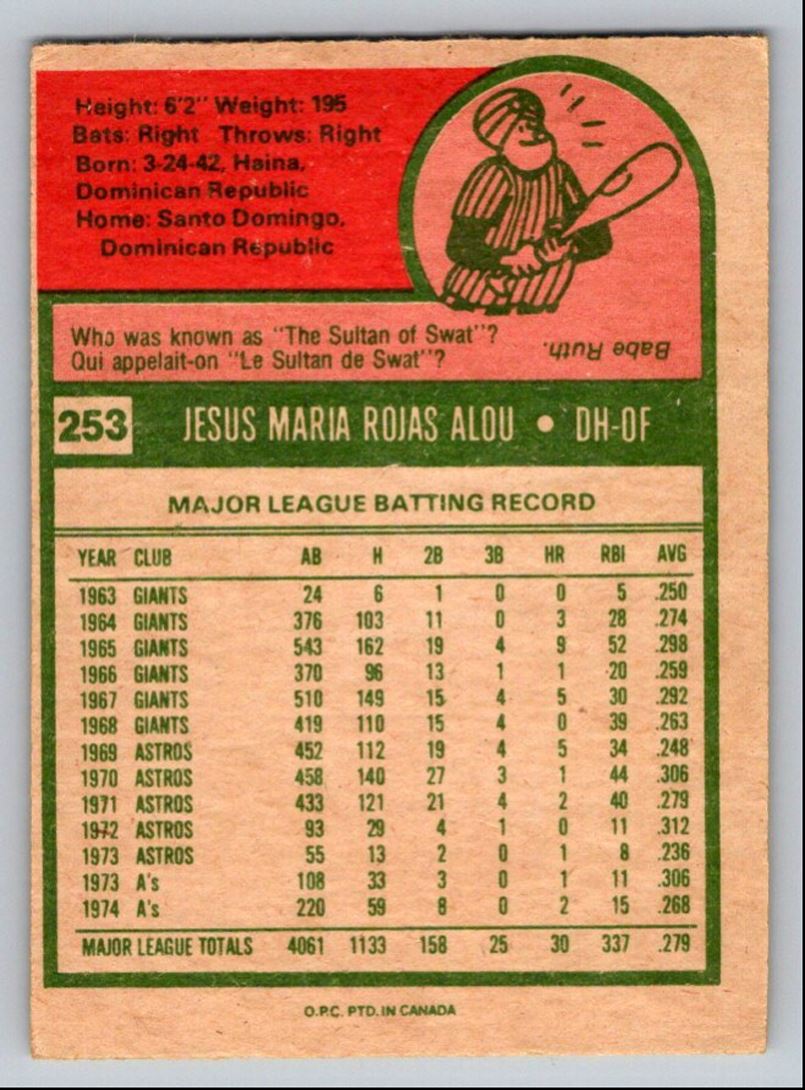 Height: 6'2" Weight: 195
Bats: Right Throws: Right
Born: 3-24-42, Haina,
Dominican Republic
Home: Santo Domingo,
Dominican Republic
Who was known as "The Sultan of Swat"?
Qui appelait-on "Le Sultan de Swat"?
Babe Ruth.
253 JESUS MARIA ROJAS ALOU • DH-OF
MAJOR LEAGUE BATTING RECORD
YEAR CLUB AB H 2B 3B HR RBI AVG
1963 GIANTS 24 6 1 0 0 5 .250
1964 GIANTS 376 103 11 0 3 28 .274
1965 GIANTS 543 162 19 4 9 52 .298
1966 GIANTS 370 96 13 1 1 20 .259
1967 GIANTS 510 149 15 4 5 30 .292
1968 GIANTS 419 110 15 4 0 39 .263
1969 ASTROS 452 112 19 4 5 34 .248
1970 ASTROS 458 140 27 3 1 44 .306
1971 ASTROS 433 121 21 4 2 40 .279
1972 ASTROS 93 29 4 1 0 11 .312
1973 ASTROS 55 13 2 0 1 8 .236
1973 A's 108 33 3 0 1 11 .306
1974 A's 220 59 8 0 2 15 .268
MAJOR LEAGUE TOTALS 4061 1133 158 25 30 337 .279
O.P.C. PTD. IN CANADA